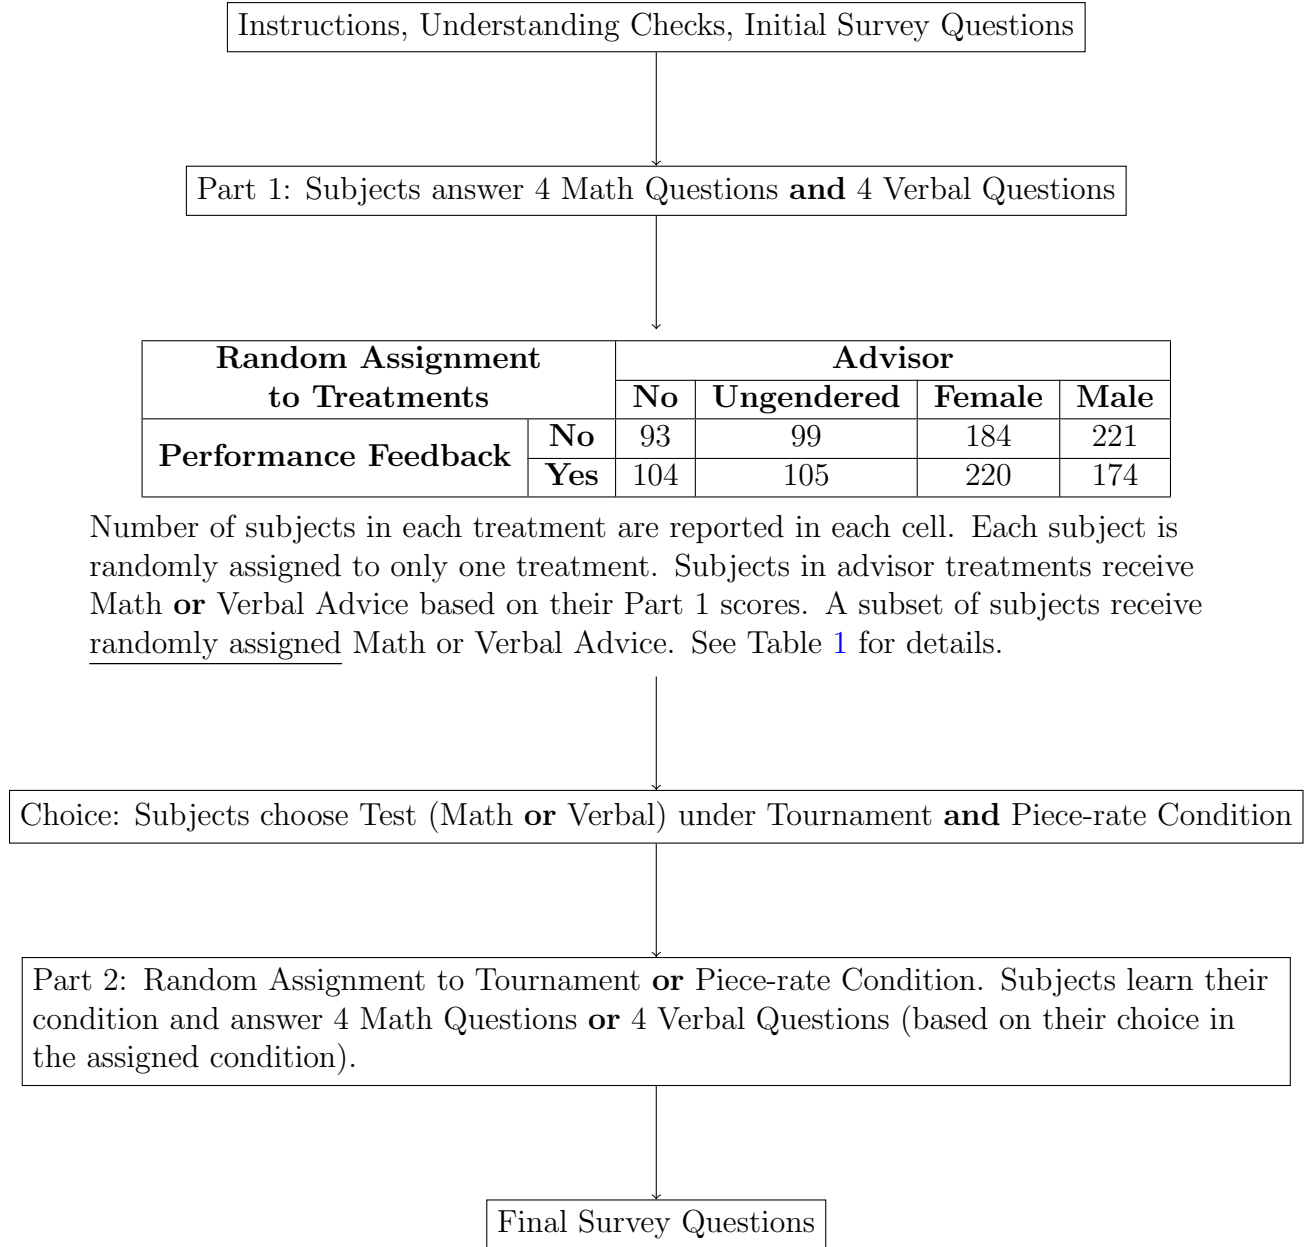 Instructions, Understanding Checks, Initial Survey Questions
Part 1: Subjects answer 4 Math Questions and 4 Verbal Questions
Random Assignment to Treatments
Advisor
No Ungendered Female Male
Performance Feedback
No 93 99 184 221
Yes 104 105 220 174
Number of subjects in each treatment are reported in each cell. Each subject is
randomly assigned to only one treatment. Subjects in advisor treatments receive
Math or Verbal Advice based on their Part 1 scores. A subset of subjects receive
randomly assigned Math or Verbal Advice. See Table 1 for details.
Choice: Subjects choose Test (Math or Verbal) under Tournament and Piece-rate Condition
Part 2: Random Assignment to Tournament or Piece-rate Condition. Subjects learn their
condition and answer 4 Math Questions or 4 Verbal Questions (based on their choice in
the assigned condition).
Final Survey Questions